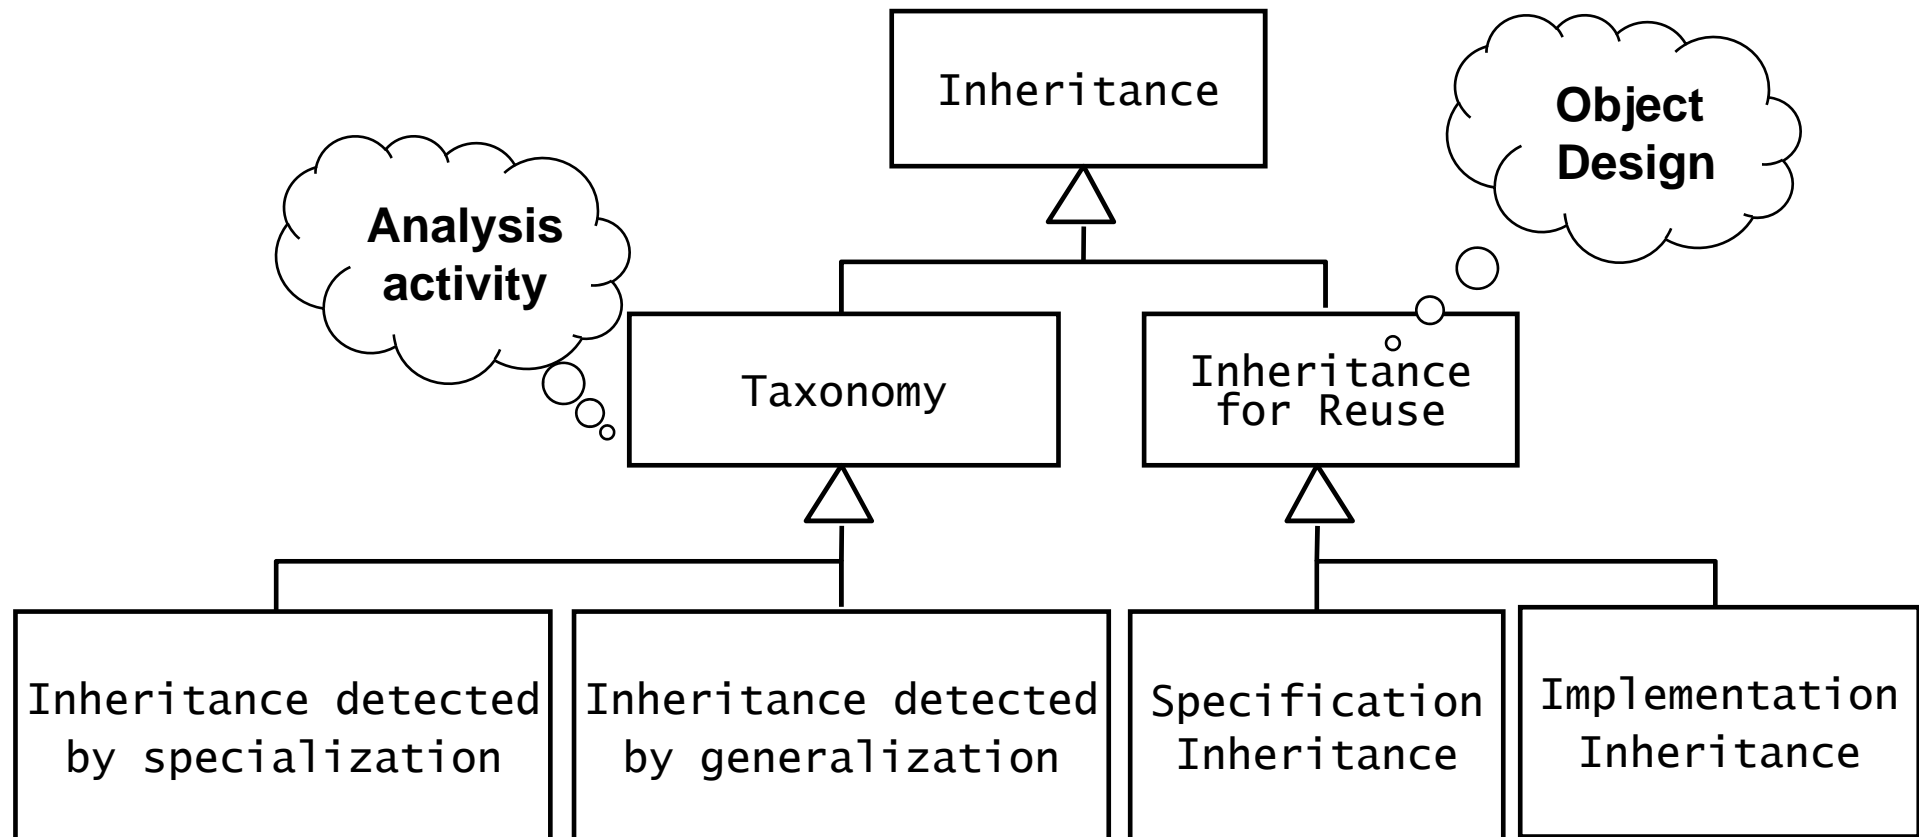 Inheritance
Object
Design
Analysis
activity
Taxonomy
Inheritance
for Reuse
Inheritance detected
by specialization
Inheritance detected
by generalization
Specification
Inheritance
Implementation
Inheritance